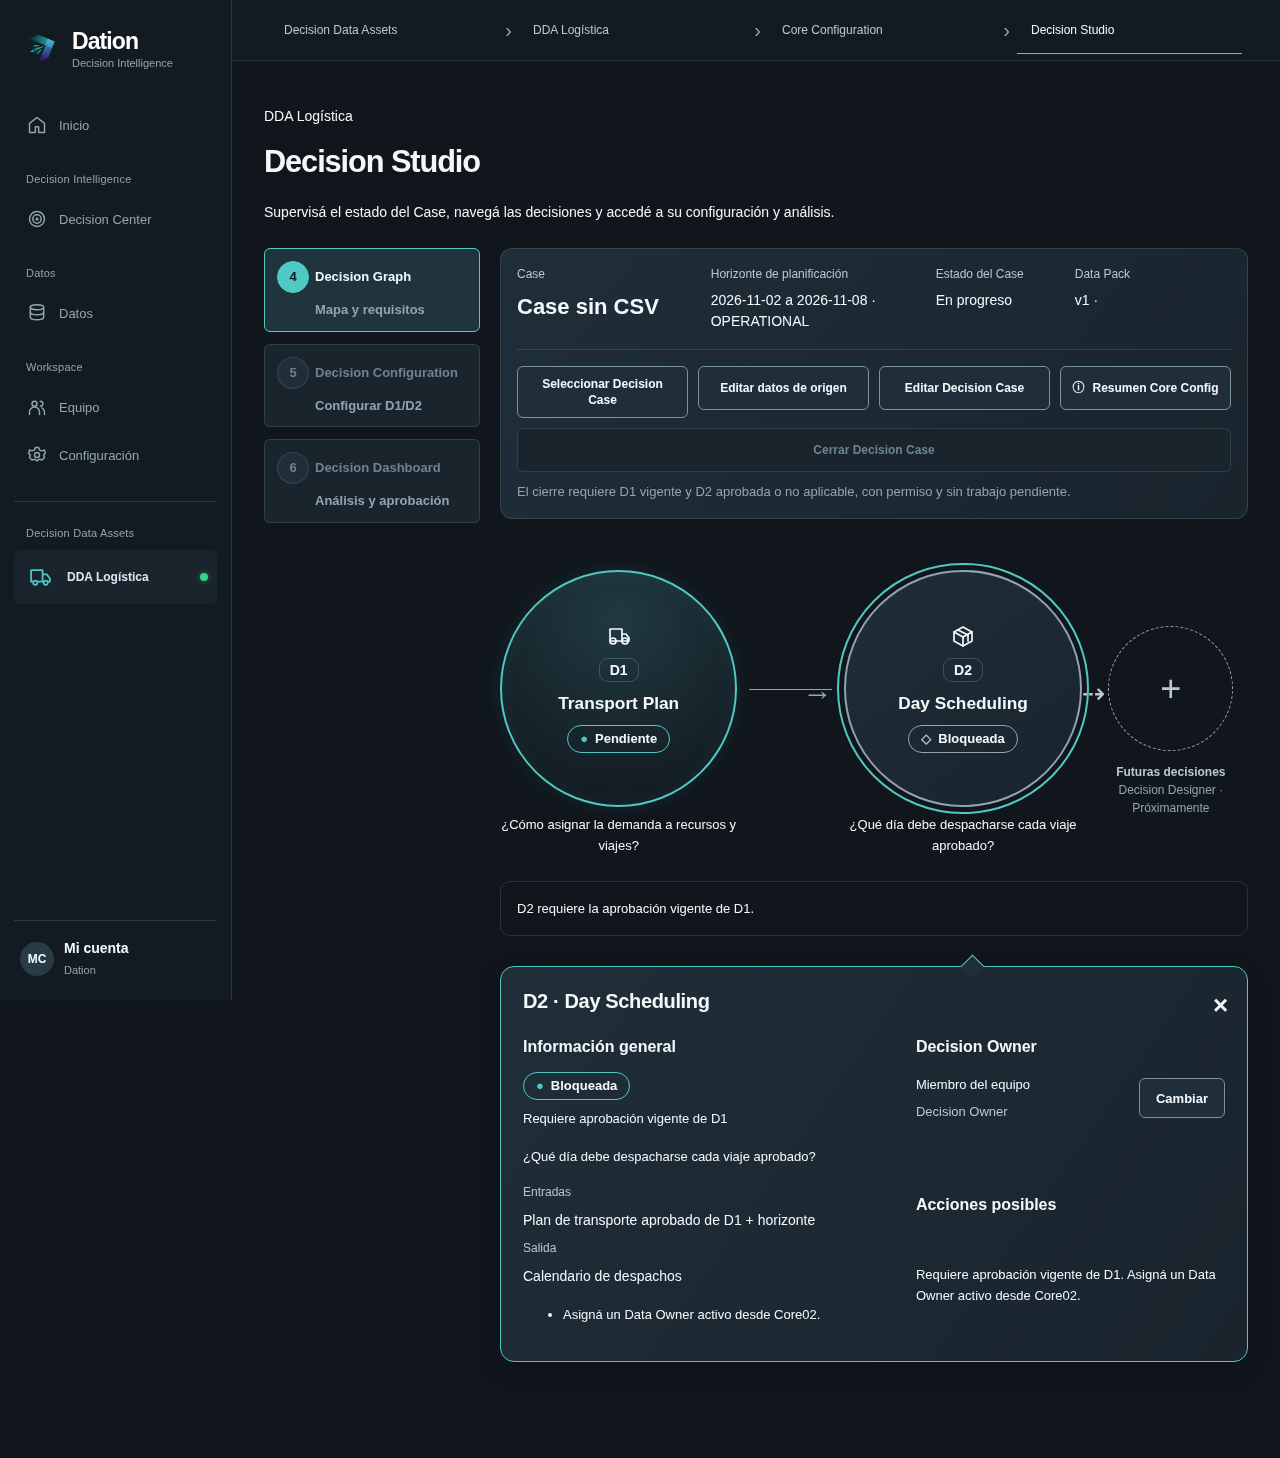 Dation
Decision Intelligence
Inicio
Decision Intelligence
Decision Center
Datos
Datos
Workspace
Equipo
Configuración
Decision Data Assets
DDA Logística
MC
Mi cuenta
Dation
Decision Data Assets › DDA Logística › Core Configuration › Decision Studio
DDA Logística
Decision Studio
Supervisá el estado del Case, navegá las decisiones y accedé a su configuración y análisis.
4 Decision Graph
Mapa y requisitos
5 Decision Configuration
Configurar D1/D2
6 Decision Dashboard
Análisis y aprobación
Case
Case sin CSV
Horizonte de planificación
2026-11-02 a 2026-11-08 ·
OPERATIONAL
Estado del Case
En progreso
Data Pack
v1 ·
Seleccionar Decision
Case
Editar datos de origen
Editar Decision Case
ⓘ Resumen Core Config
Cerrar Decision Case
El cierre requiere D1 vigente y D2 aprobada o no aplicable, con permiso y sin trabajo pendiente.
D1
Transport Plan
● Pendiente
¿Cómo asignar la demanda a recursos y
viajes?
→
D2
Day Scheduling
◇ Bloqueada
¿Qué día debe despacharse cada viaje
aprobado?
⇢
+
Futuras decisiones
Decision Designer ·
Próximamente
D2 requiere la aprobación vigente de D1.
D2 · Day Scheduling
×
Información general
● Bloqueada
Requiere aprobación vigente de D1
¿Qué día debe despacharse cada viaje aprobado?
Entradas
Plan de transporte aprobado de D1 + horizonte
Salida
Calendario de despachos
• Asigná un Data Owner activo desde Core02.
Decision Owner
Miembro del equipo
Decision Owner
Cambiar
Acciones posibles
Requiere aprobación vigente de D1. Asigná un Data
Owner activo desde Core02.